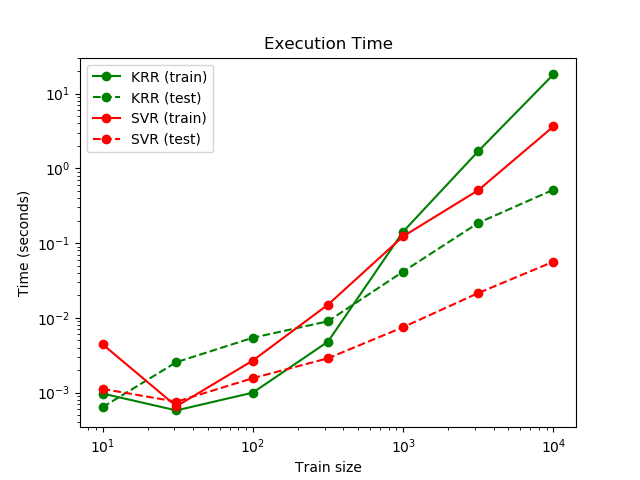 Execution Time
KRR (train)
KRR (test)
SVR (train)
SVR (test)
Time (seconds)
10¹
10⁰
10⁻¹
10⁻²
10⁻³
10¹
10²
10³
10⁴
Train size